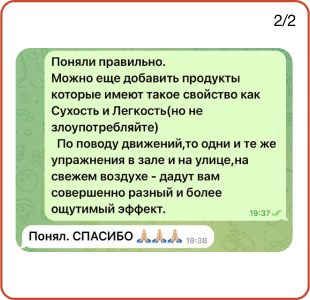 2/2
Поняли правильно.
Можно еще добавить продукты
которые имеют такое свойство как
Сухость и Легкость(но не
злоупотребляйте)
По поводу движений,то одни и те же
упражнения в зале и на улице,на
свежем воздухе - дадут вам
совершенно разный и более
ощутимый эффект.
19:37
Понял. СПАСИБО 🙏🏼🙏🏼🙏🏼 19:38